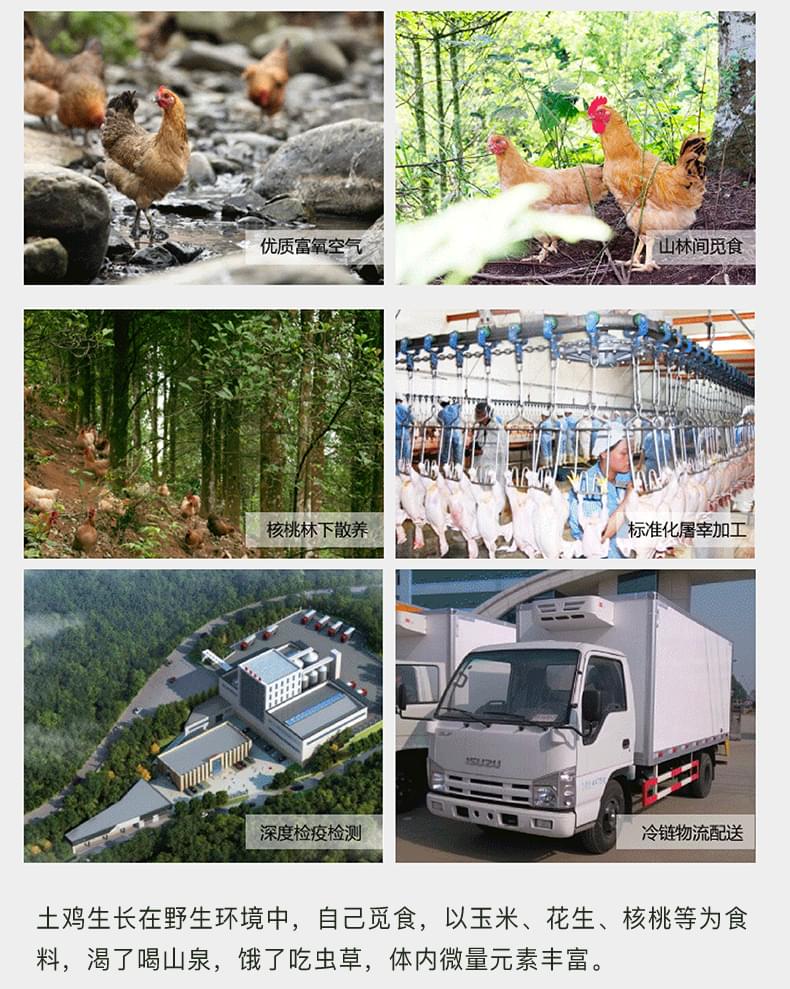 优质富氧空气
山林间觅食
核桃林下散养
标准化屠宰加工
深度检疫检测
ISUZU
冷链物流配送
土鸡生长在野生环境中，自己觅食，以玉米、花生、核桃等为食
料，渴了喝山泉，饿了吃虫草，体内微量元素丰富。